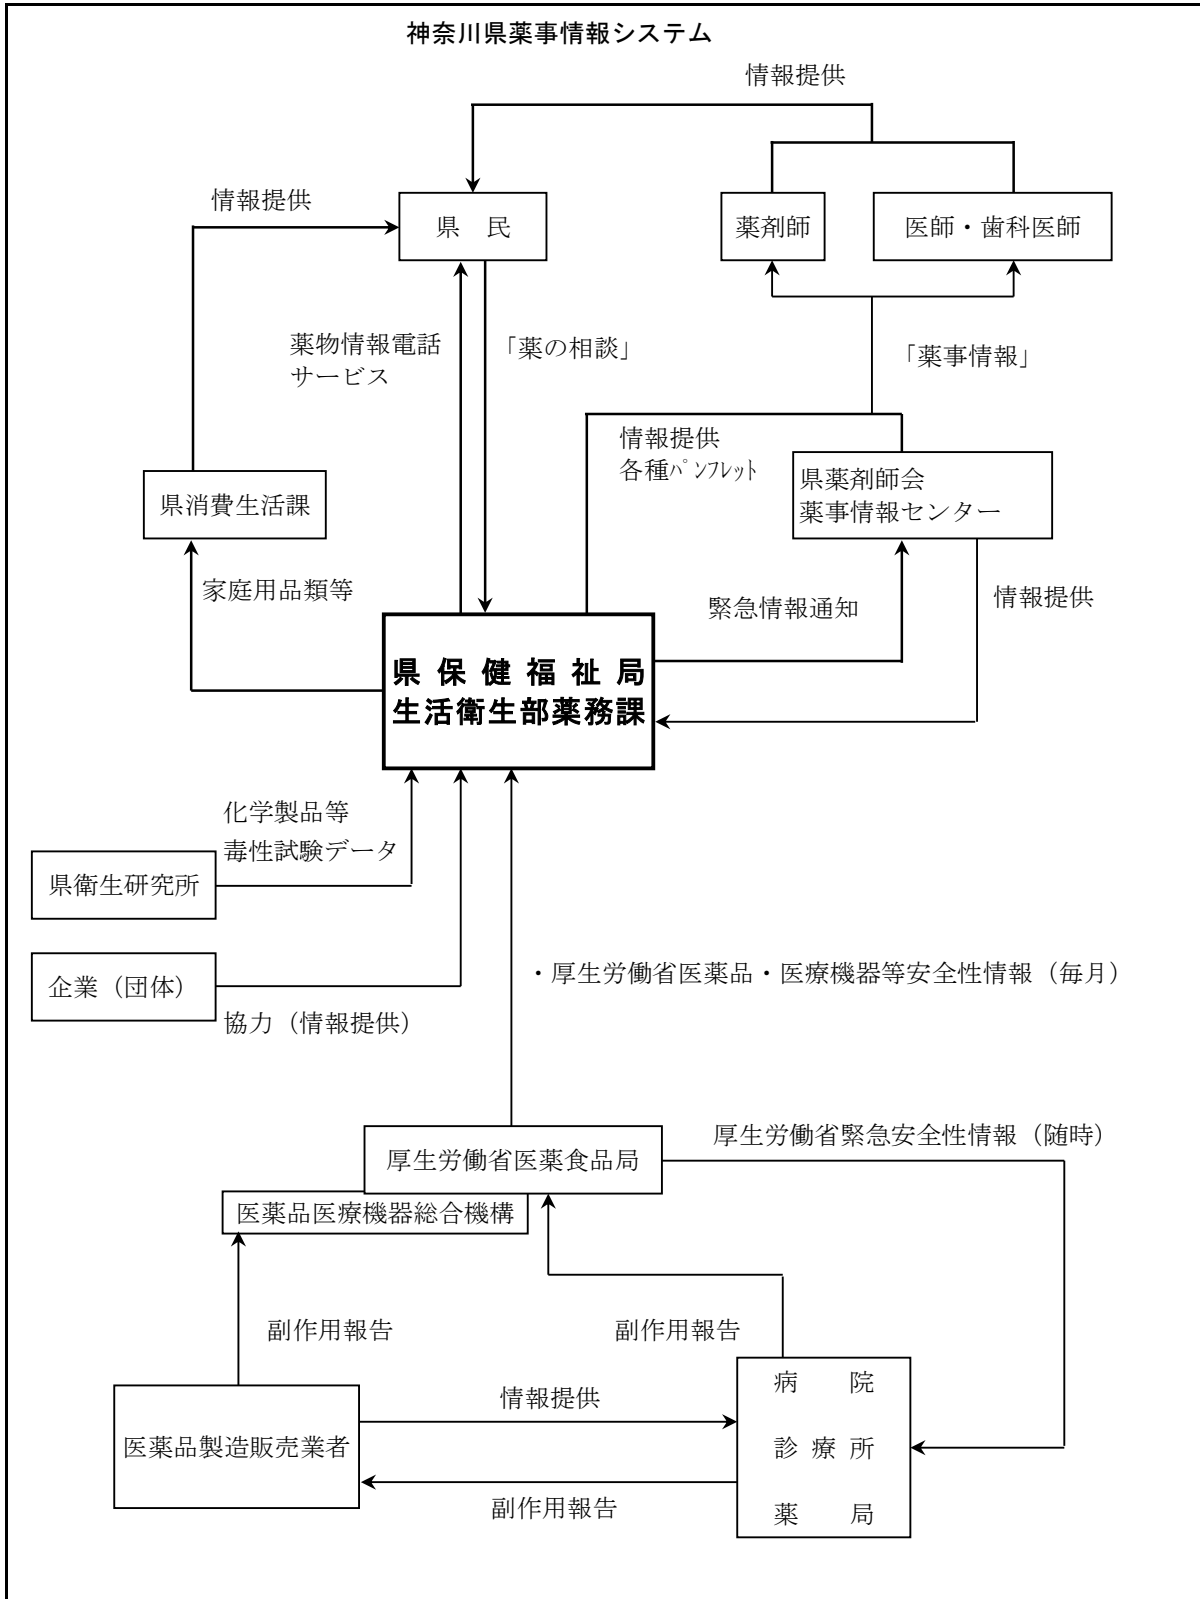 神奈川県薬事情報システム
情報提供
情報提供
県　民
薬剤師
医師・歯科医師
薬物情報電話
サービス
「薬の相談」
「薬事情報」
情報提供
各種ﾊﾟﾝﾌﾚｯﾄ
県薬剤師会
薬事情報センター
県消費生活課
家庭用品類等
緊急情報通知
情報提供
県保健福祉局
生活衛生部薬務課
化学製品等
毒性試験データ
県衛生研究所
企業（団体）
協力（情報提供）
・厚生労働省医薬品・医療機器等安全性情報（毎月）
厚生労働省緊急安全性情報（随時）
厚生労働省医薬食品局
医薬品医療機器総合機構
副作用報告
副作用報告
病　院
診療所
薬　局
情報提供
医薬品製造販売業者
副作用報告